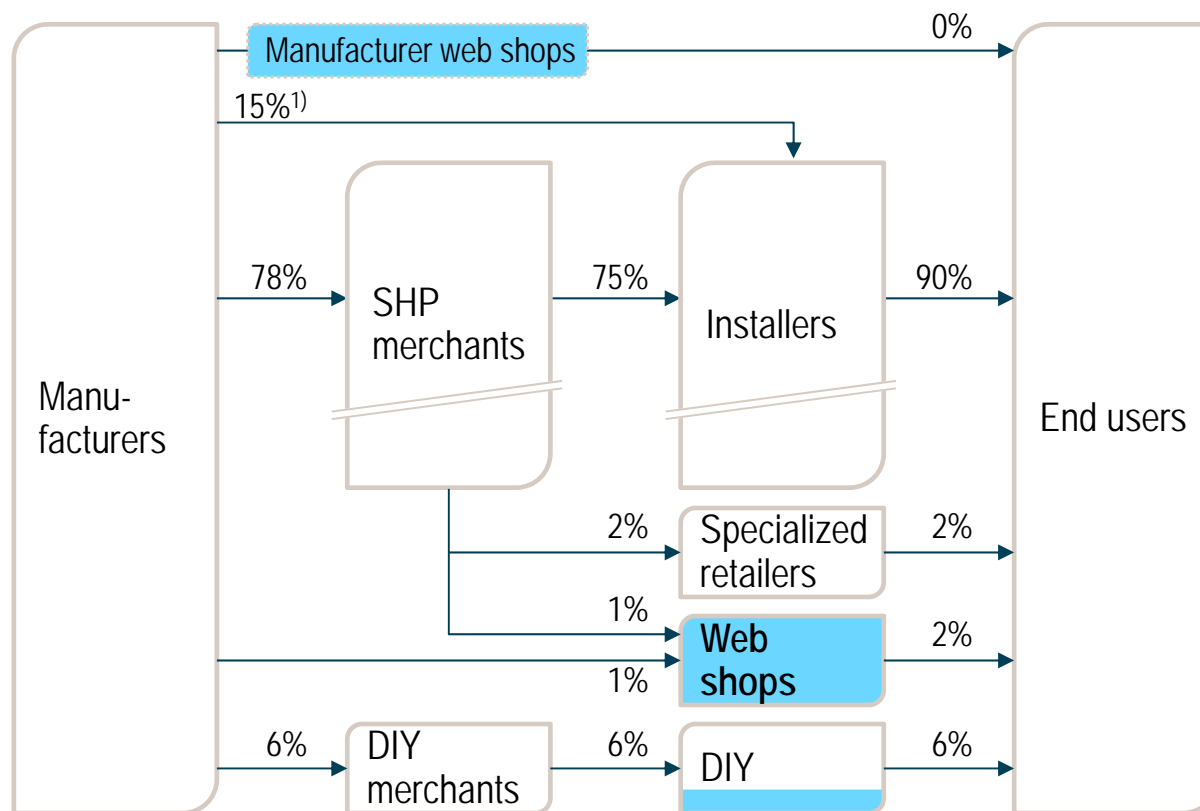 Manufacturer web shops
0%
15%1)
78%
SHP
merchants
75%
Installers
90%
Manu-
facturers
End users
2%
Specialized
retailers
2%
1%
Web
shops
2%
1%
6%
DIY
merchants
6%
DIY
6%